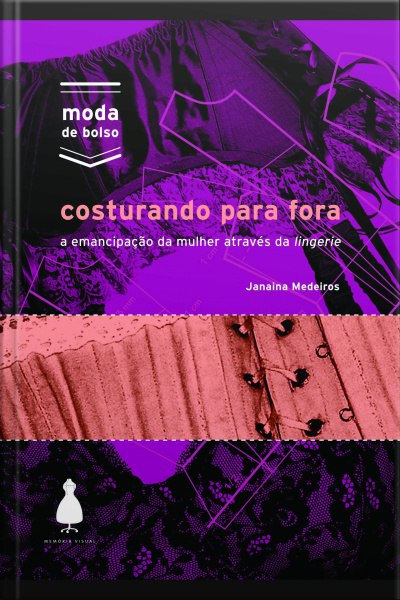 moda
de bolso
costurando para fora
a emancipação da mulher através da lingerie
Janaina Medeiros
MEMÓRIA VISUAL